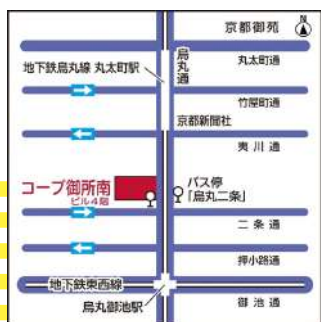 京都御苑
N
地下鉄烏丸線 丸太町駅
烏丸通
丸太町通
竹屋町通
京都新聞社
夷川通
コープ御所南
ビル4階
バス停
「烏丸二条」
二条通
押小路通
地下鉄東西線
烏丸御池駅
御池通